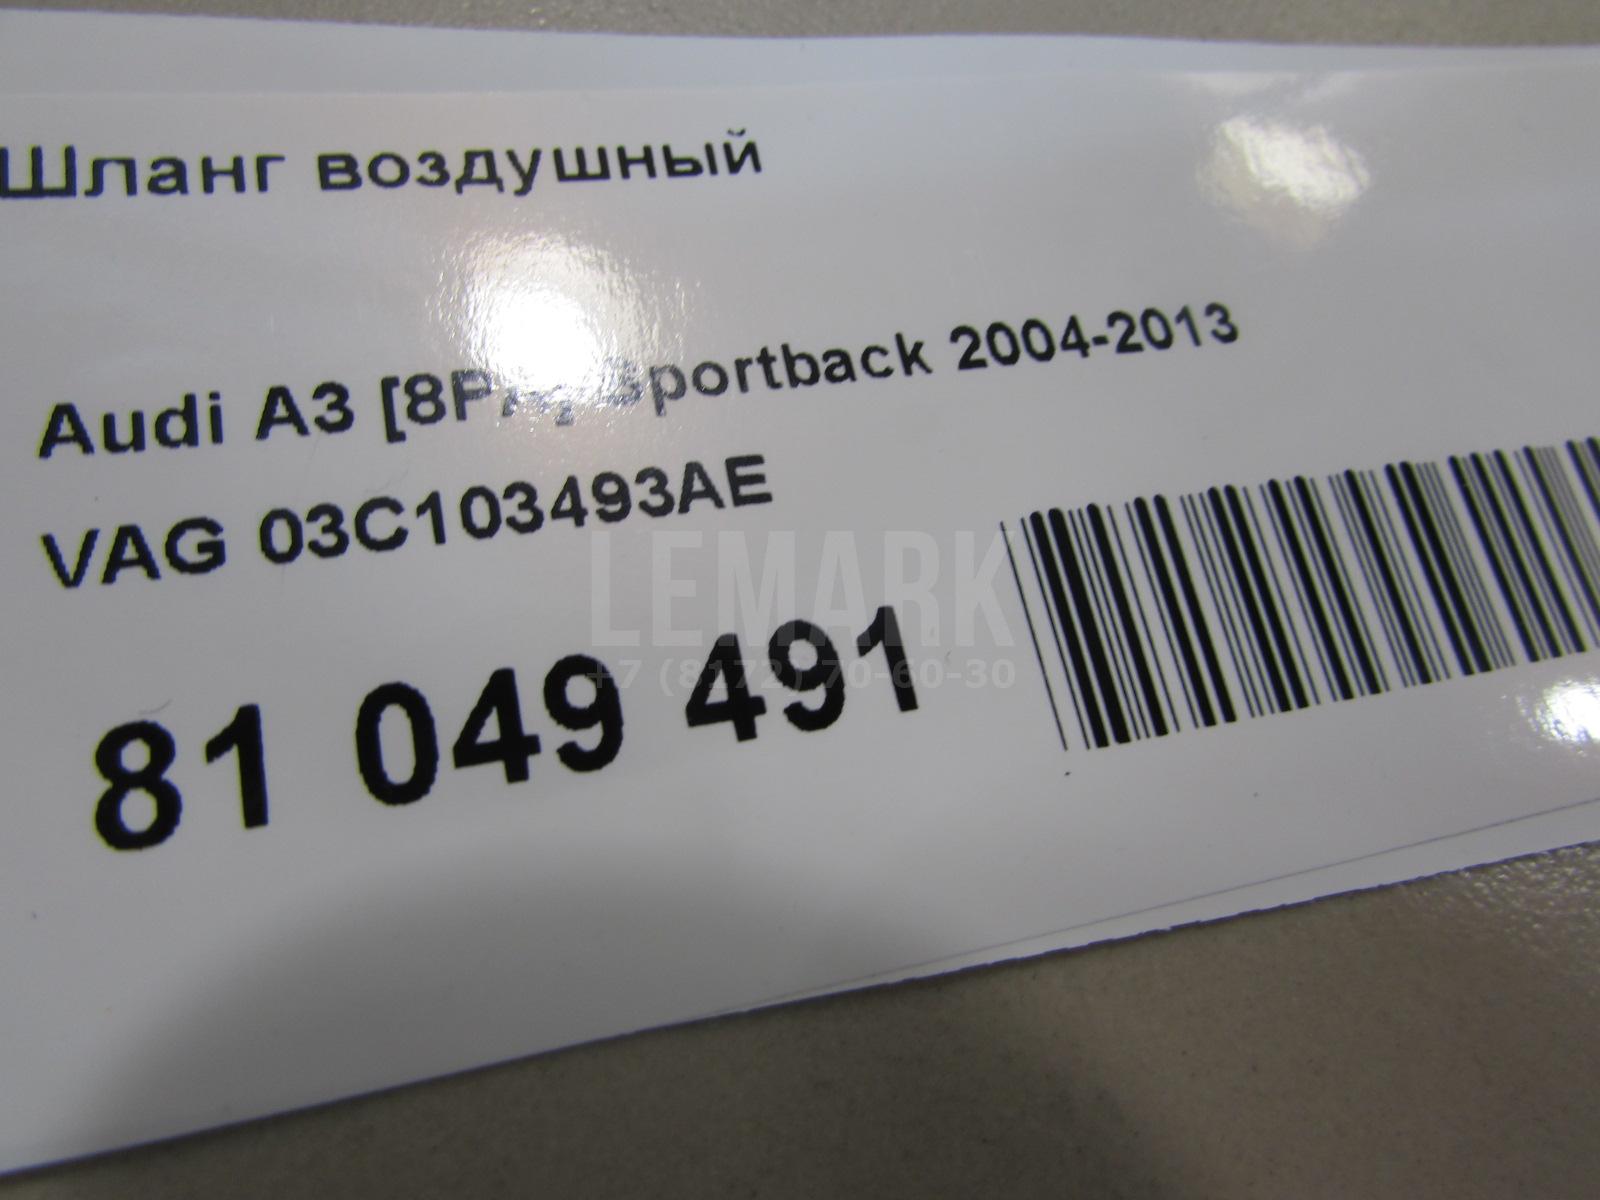 Шланг воздушный
Audi A3 [8PA] Sportback 2004-2013
VAG 03C103493AE
81 049 491
LEMARK
+7 (8172) 70-60-30